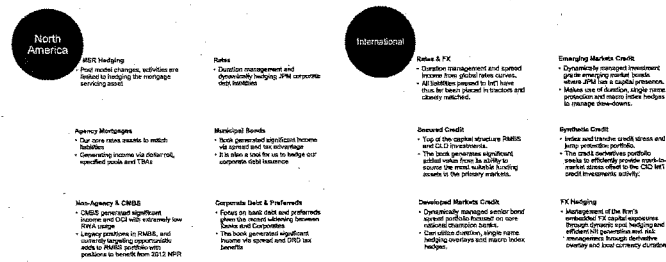 North
America
MSR Hedging
• Post model changes, activities are
limited to hedging the mortgage
servicing asset
Rates
• Duration management and
dynamically hedging JPM corporate
debt liabilities
Agency Mortgages
• Our core rates assets to match
liabilities
• Generating income via dollar roll,
specified pools and TBAs
Municipal Bonds
• Book generated significant income
via spread and tax advantage
• It is also a tool for us to hedge our
corporate debt issuance
Non-Agency & CMBS
• CMBS generated significant
income and OCI with extremely low
RWA usage
• Legacy positions in RMBS, and
currently targeting opportunistic
adds to RMBS portfolio with
positions to benefit from 2012 NPR
Corporate Debt & Preferreds
• Focus on bank debt and preferreds
given the record widening between
Banks and Corporates
• The book generated significant
income via spread and DRD tax
benefits
International
Rates & FX
• Duration management and spread
income from global rates curves.
• All liabilities passed to Int'l have
thus far been placed in tractors and
closely matched.
Emerging Markets Credit
• Dynamically managed investment
grade emerging market bonds
where JPM has a capital presence.
• Makes use of duration, single name
protection and macro index hedges
to manage draw-downs.
Secured Credit
• Top of the capital structure RMBS
and CLO investments.
• The book generated significant
added value from its ability to
source the most suitable funding
assets in the primary markets.
Synthetic Credit
• Index and tranche credit stress and
jump protection portfolio.
• The credit derivatives portfolio
seeks to efficiently provide mark-to-
market stress offset to the CIO Int'l
credit investments activity.
Developed Markets Credit
• Dynamically managed senior bond
spread portfolio focused on core
national champion banks.
• Can utilize duration, single name
hedging overlays and macro index
hedges.
FX Hedging
• Management of the firm's
embedded FX capital exposures
through dynamic spot hedging and
efficient NII generation and risk
management through derivative
overlay and local currency duration